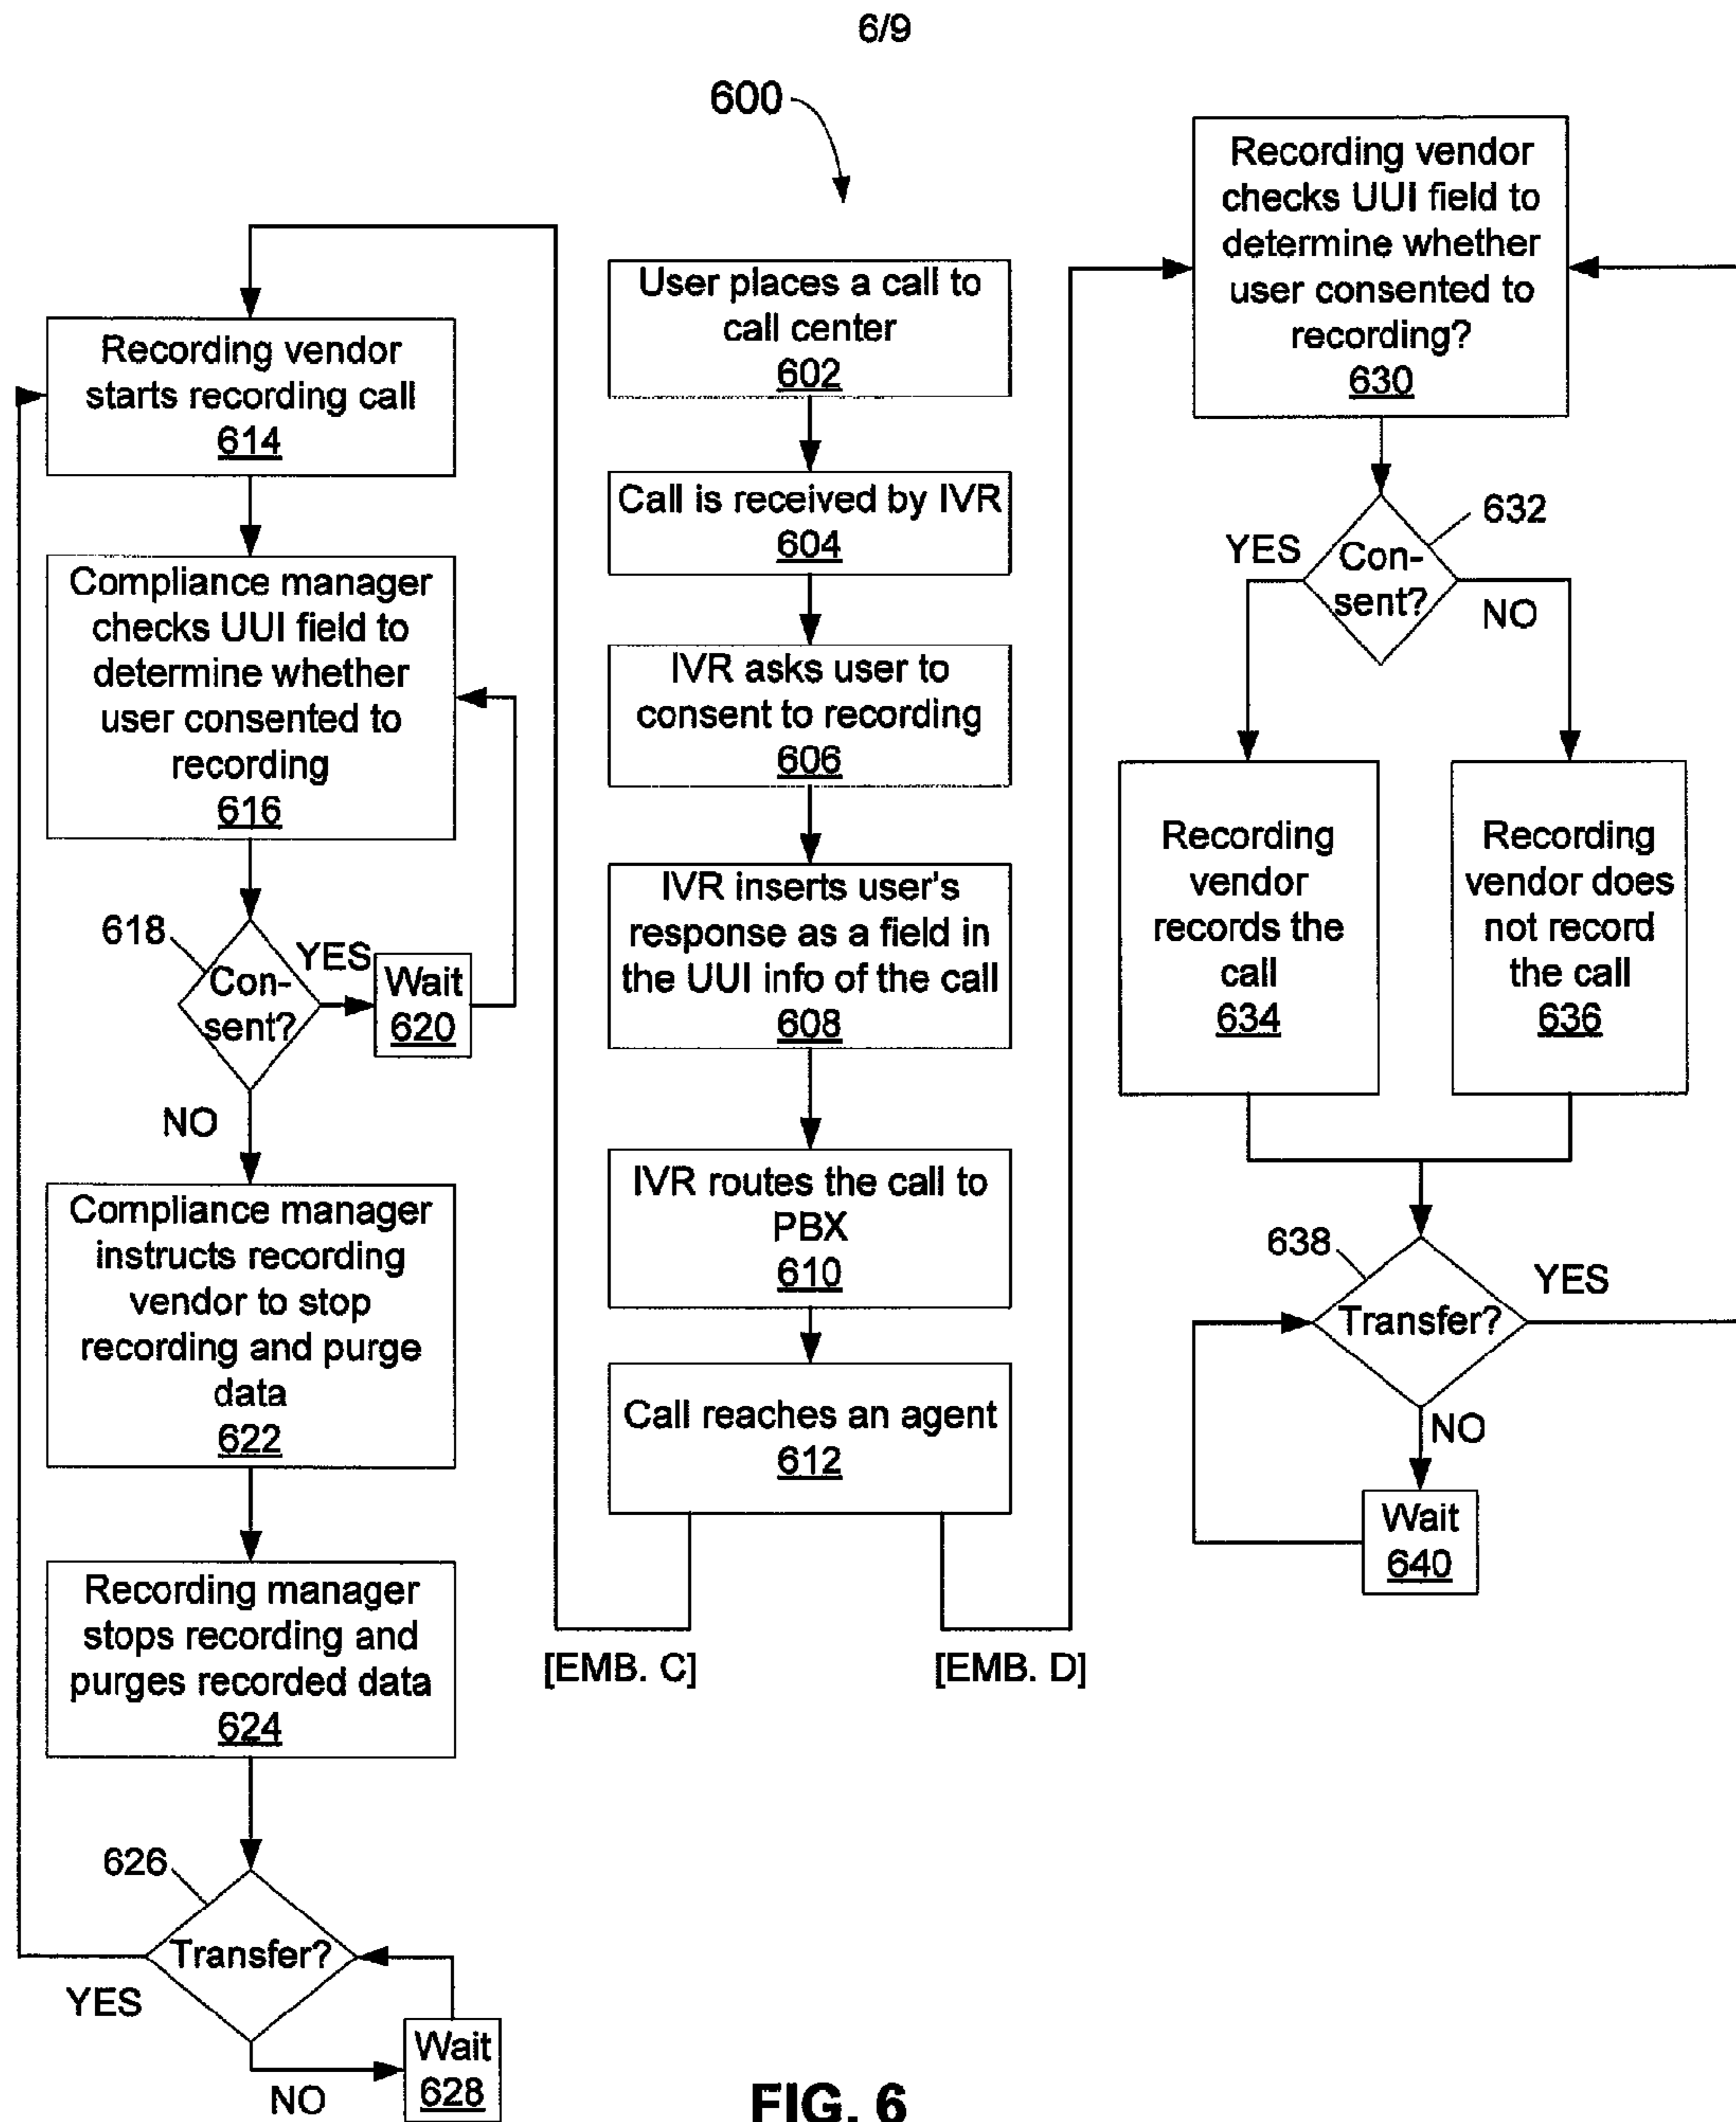 6/9
600
Recording vendor
starts recording call
614
Compliance manager
checks UUI field to
determine whether
user consented to
recording
616
618
Con-
sent?
YES
Wait
620
NO
Compliance manager
instructs recording
vendor to stop
recording and purge
data
622
Recording manager
stops recording and
purges recorded data
624
626
Transfer?
YES
NO
Wait
628
User places a call to
call center
602
Call is received by IVR
604
IVR asks user to
consent to recording
606
IVR inserts user's
response as a field in
the UUI info of the call
608
IVR routes the call to
PBX
610
Call reaches an agent
612
[EMB. C]
[EMB. D]
Recording vendor
checks UUI field to
determine whether
user consented to
recording?
630
632
YES
Con-
sent?
NO
Recording
vendor
records the
call
634
Recording
vendor does
not record
the call
636
638
Transfer?
YES
NO
Wait
640
FIG. 6